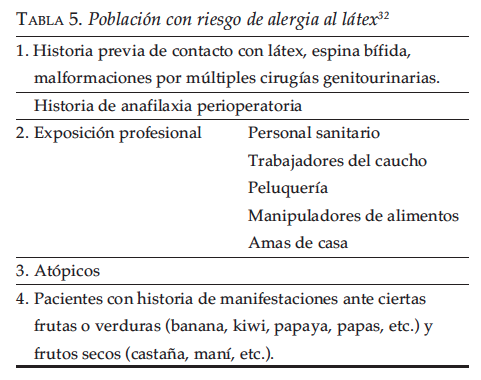 TABLA 5. Población con riesgo de alergia al látex32
1. Historia previa de contacto con látex, espina bífida,
malformaciones por múltiples cirugías genitourinarias.
Historia de anafilaxia perioperatoria
2. Exposición profesional Personal sanitario
Trabajadores del caucho
Peluquería
Manipuladores de alimentos
Amas de casa
3. Atópicos
4. Pacientes con historia de manifestaciones ante ciertas
frutas o verduras (banana, kiwi, papaya, papas, etc.) y
frutos secos (castaña, maní, etc.).